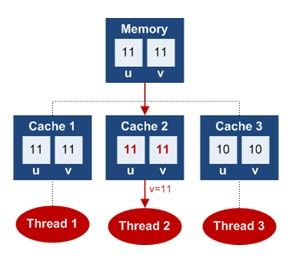 Memory
11 11
u v
Cache 1 Cache 2 Cache 3
11 11 11 11 10 10
u v u v u v
v=11
Thread 1 Thread 2 Thread 3